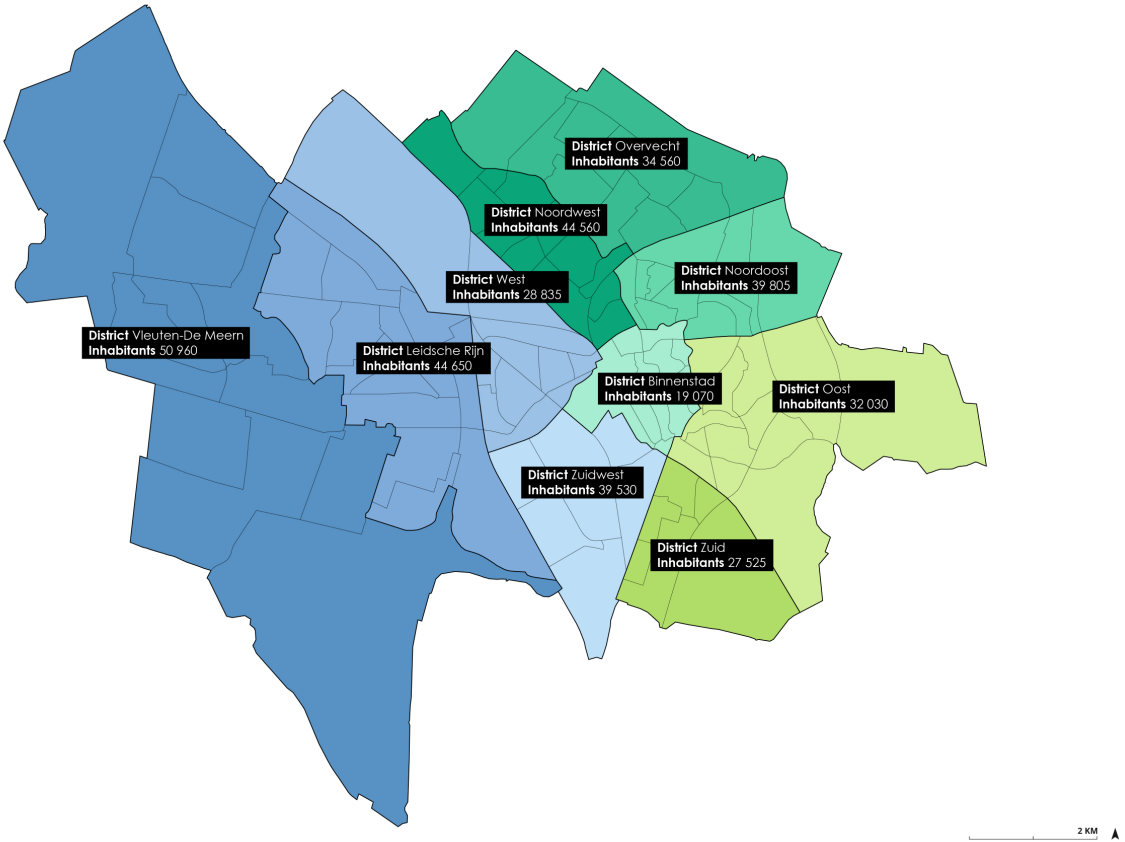 District Overvecht
Inhabitants 34 560
District Noordwest
Inhabitants 44 560
District Noordoost
Inhabitants 39 805
District West
Inhabitants 28 835
District Vleuten-De Meern
Inhabitants 50 960
District Leidsche Rijn
Inhabitants 44 650
District Binnenstad
Inhabitants 19 070
District Oost
Inhabitants 32 030
District Zuidwest
Inhabitants 39 530
District Zuid
Inhabitants 27 525
2 KM